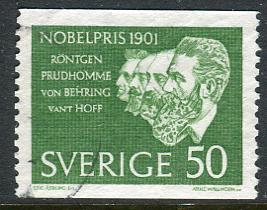 NOBELPRIS 1901
RÖNTGEN
PRUDHOMME
VON BEHRING
VANT HOFF
SVERIGE 50